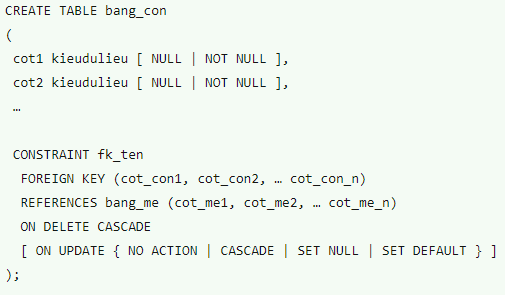 CREATE TABLE bang_con
(
cot1 kieudulieu [ NULL | NOT NULL ],
cot2 kieudulieu [ NULL | NOT NULL ],
…
CONSTRAINT fk_ten
FOREIGN KEY (cot_con1, cot_con2, … cot_con_n)
REFERENCES bang_me (cot_me1, cot_me2, … cot_me_n)
ON DELETE CASCADE
[ ON UPDATE { NO ACTION | CASCADE | SET NULL | SET DEFAULT } ]
);